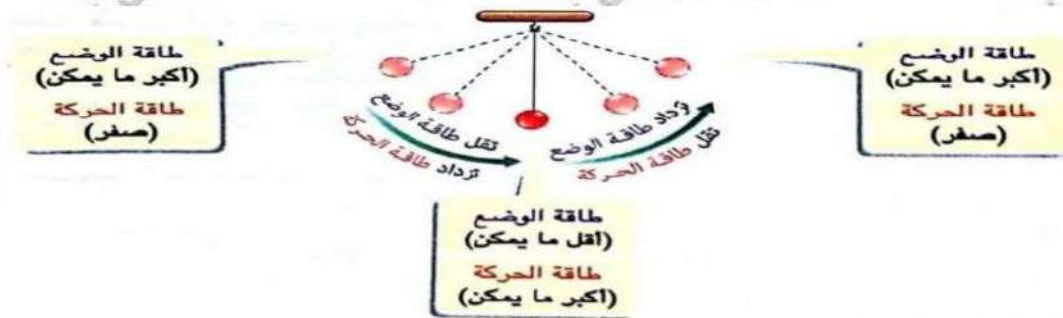 طاقة الوضع
(أكبر ما يمكن)
طاقة الحركة
(صفر)
تزداد طاقة الوضع
تقل طاقة الحركة
تقل طاقة الوضع
تزداد طاقة الحركة
طاقة الوضع
(أكبر ما يمكن)
طاقة الحركة
(صفر)
طاقة الوضع
(أقل ما يمكن)
طاقة الحركة
(أكبر ما يمكن)